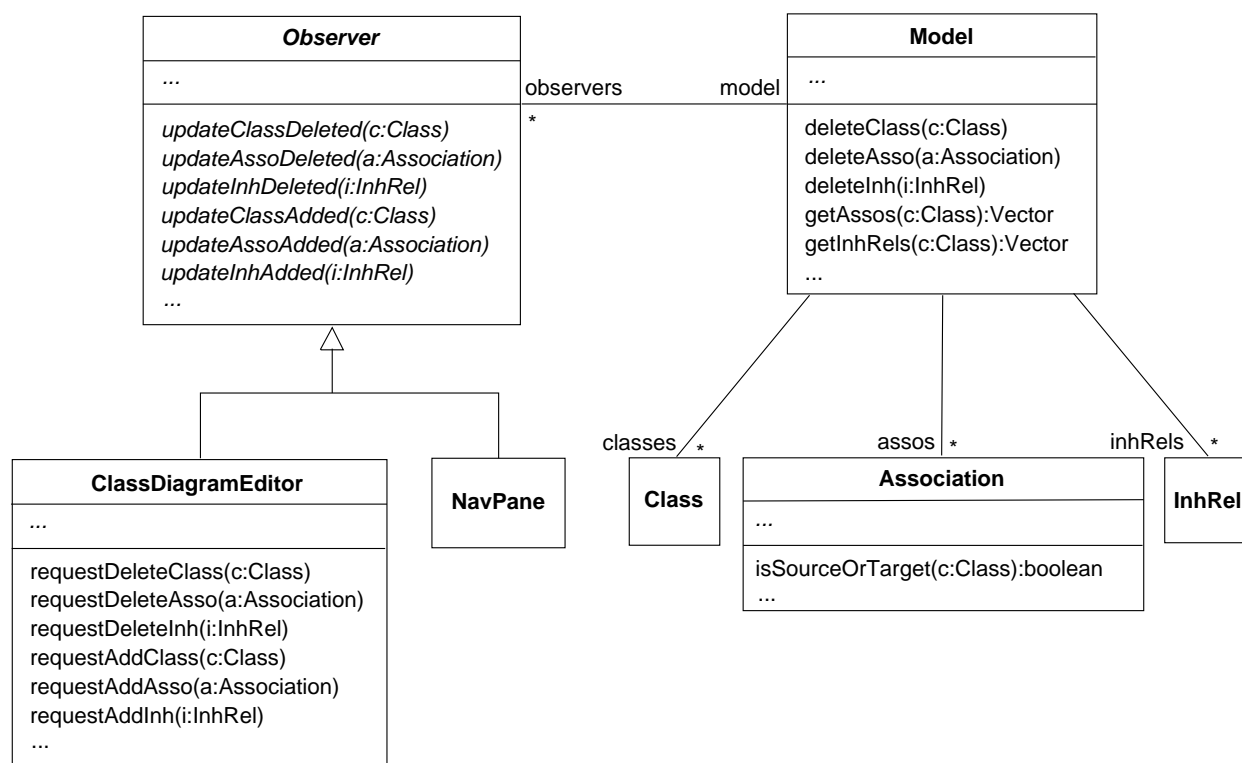 Observer
...
updateClassDeleted(c:Class)
updateAssoDeleted(a:Association)
updateInhDeleted(i:InhRel)
updateClassAdded(c:Class)
updateAssoAdded(a:Association)
updateInhAdded(i:InhRel)
...
observers
*
model
Model
...
deleteClass(c:Class)
deleteAsso(a:Association)
deleteInh(i:InhRel)
getAssos(c:Class):Vector
getInhRels(c:Class):Vector
...
classes *
assos *
inhRels *
ClassDiagramEditor
...
requestDeleteClass(c:Class)
requestDeleteAsso(a:Association)
requestDeleteInh(i:InhRel)
requestAddClass(c:Class)
requestAddAsso(a:Association)
requestAddInh(i:InhRel)
...
NavPane
Class
Association
...
isSourceOrTarget(c:Class):boolean
...
InhRel